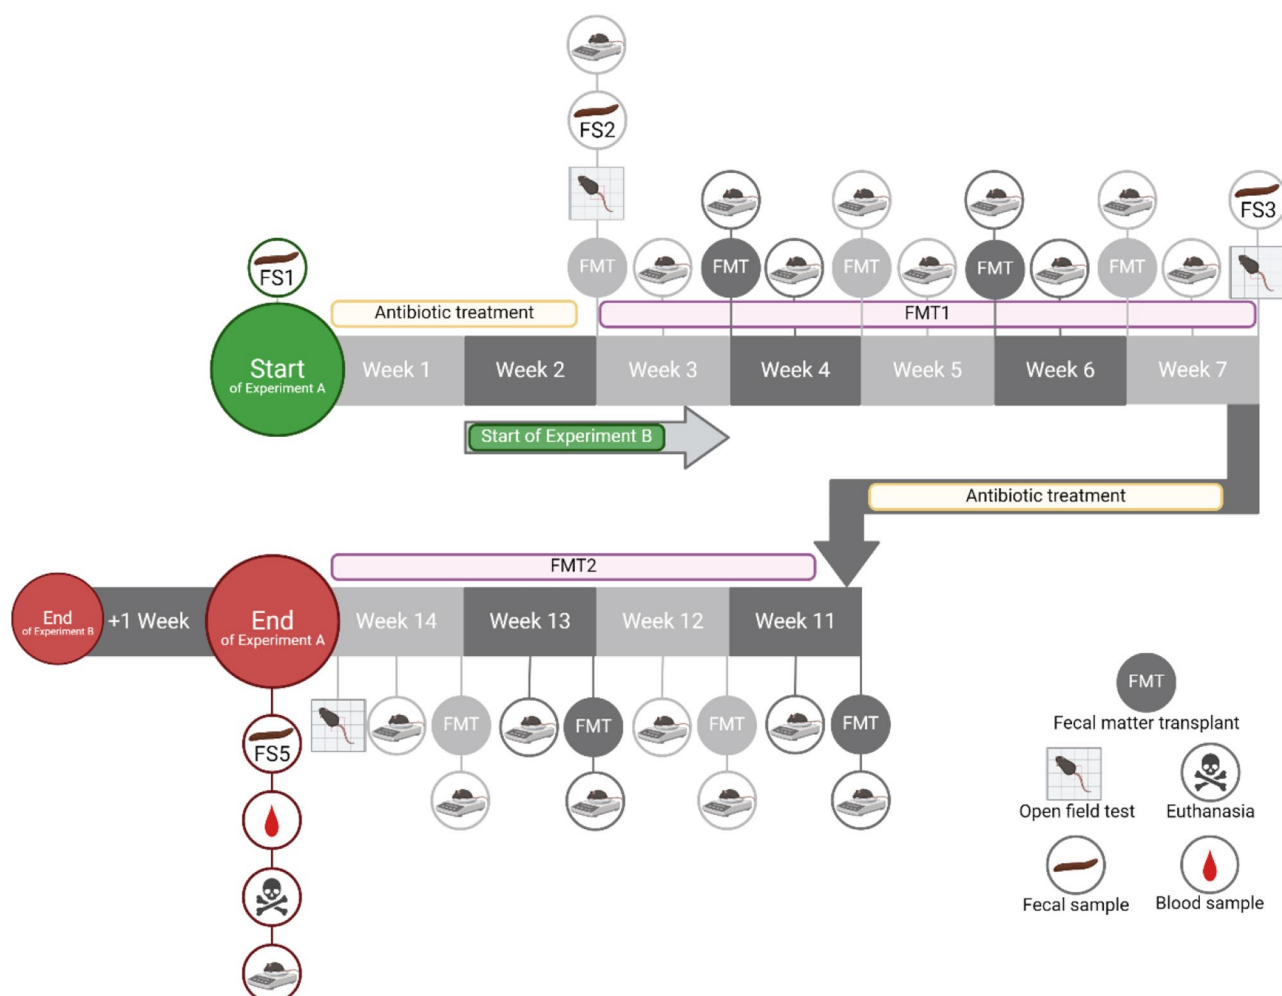 FS2
FS1
FMT
FMT
FMT
FMT
FMT
FS3
Antibiotic treatment
FMT1
Start
of Experiment A
Week 1
Week 2
Week 3
Week 4
Week 5
Week 6
Week 7
Start of Experiment B
Antibiotic treatment
FMT2
End
of Experiment B
+1 Week
End
of Experiment A
Week 14
Week 13
Week 12
Week 11
FMT
FMT
FMT
FMT
FS5
FMT
Fecal matter transplant
Open field test
Euthanasia
Fecal sample
Blood sample